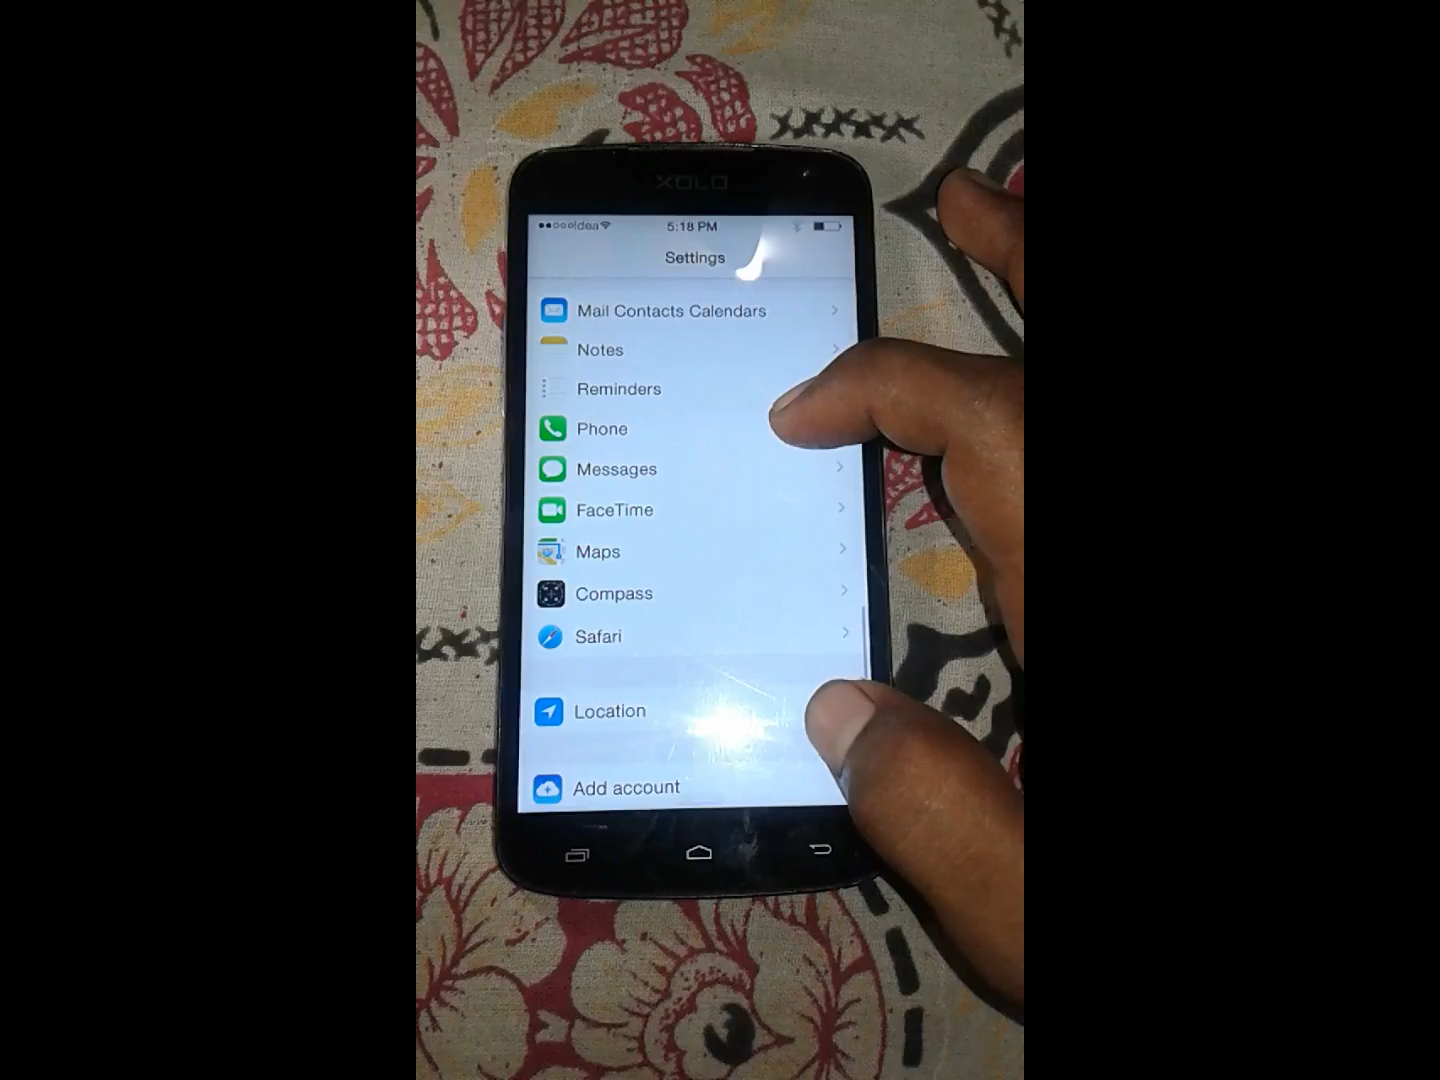 XOLO
Idea 5:18 PM
Settings
Mail Contacts Calendars
Notes
Reminders
Phone
Messages
FaceTime
Maps
Compass
Safari
Location
Add account